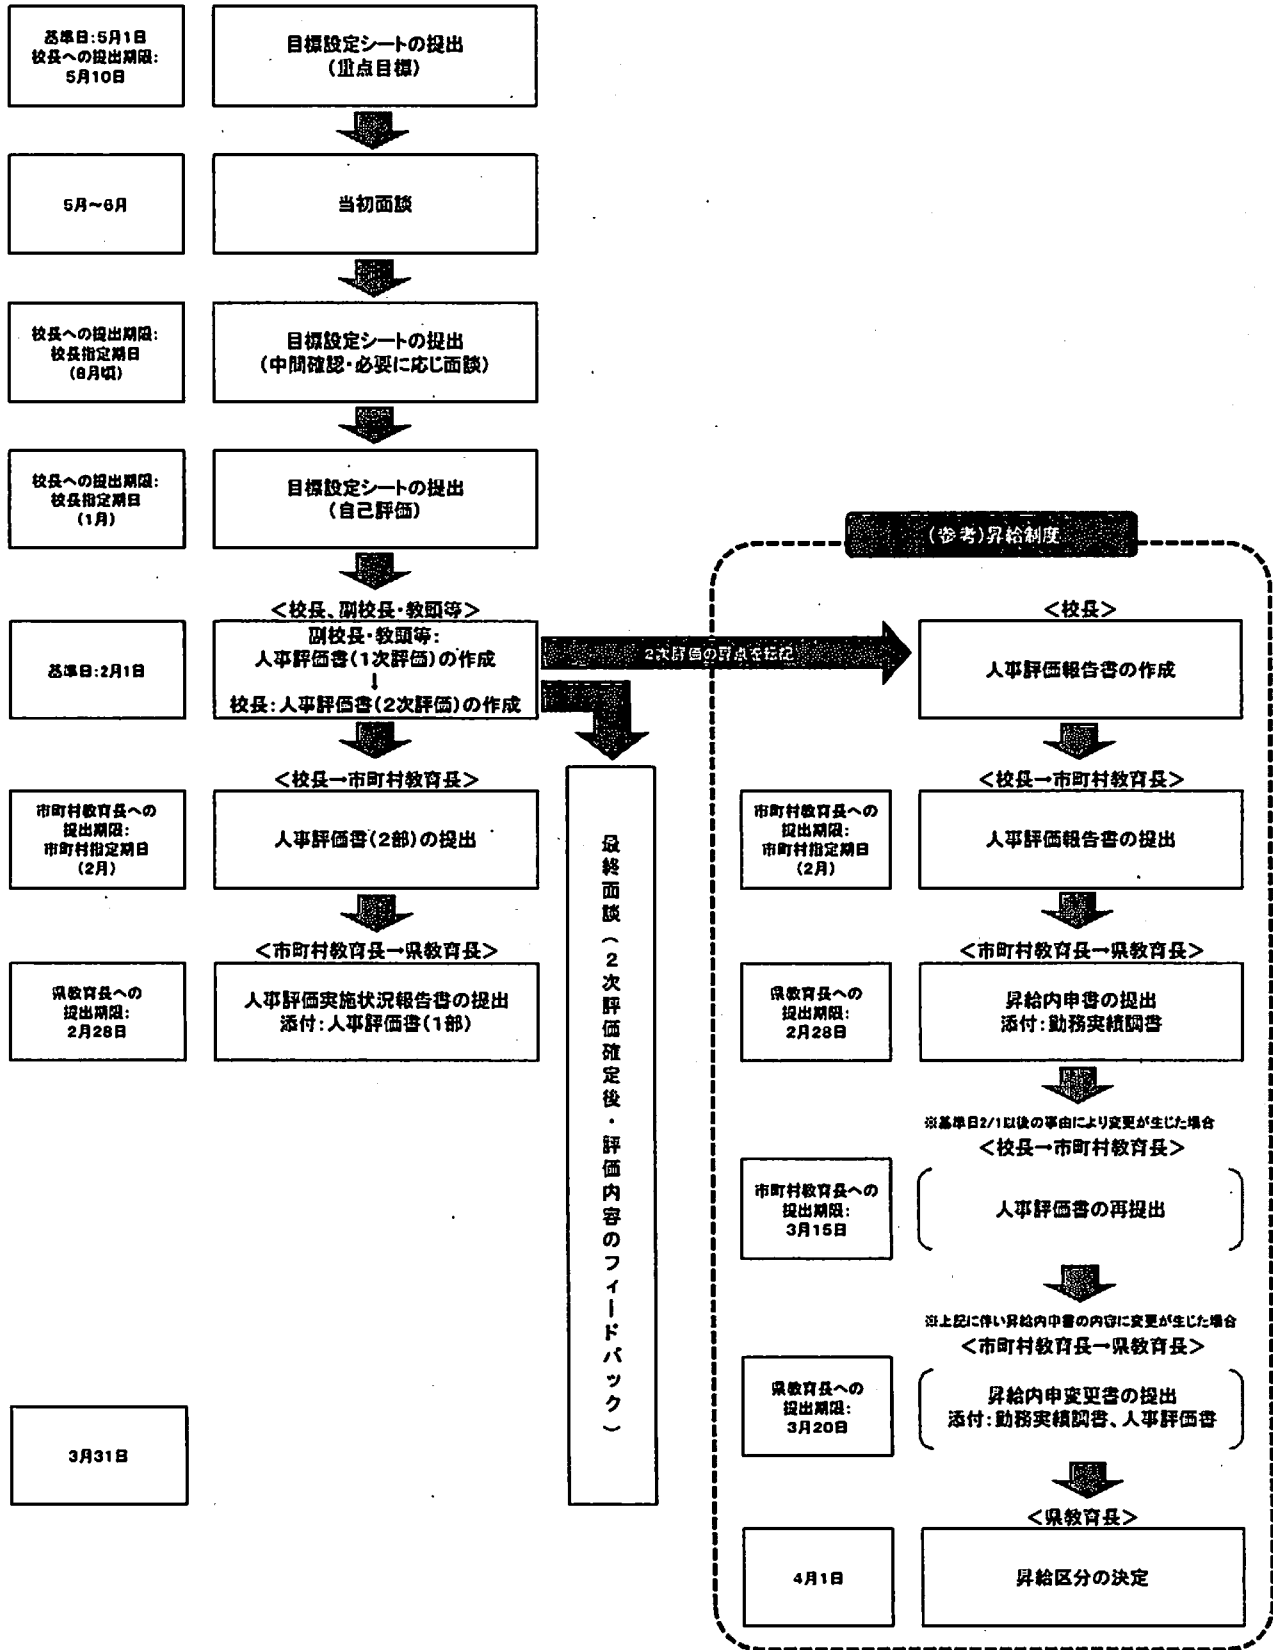 基準日:5月1日
校長への提出期限:
5月10日
目標設定シートの提出
(重点目標)
5月~6月
当初面談
校長への提出期限:
校長指定期日
(8月頃)
目標設定シートの提出
(中間確認・必要に応じ面談)
校長への提出期限:
校長指定期日
(1月)
目標設定シートの提出
(自己評価)
<校長、副校長・教頭等>
基準日:2月1日
副校長・教頭等:
人事評価書(1次評価)の作成
↓
校長:人事評価書(2次評価)の作成
<校長→市町村教育長>
市町村教育長への
提出期限:
市町村指定期日
(2月)
人事評価書(2部)の提出
<市町村教育長→県教育長>
県教育長への
提出期限:
2月28日
人事評価実施状況報告書の提出
添付:人事評価書(1部)
3月31日
最終面談(2次評価確定後・評価内容のフィードバック)
2次評価の評点を転記
(参考)昇給制度
<校長>
人事評価報告書の作成
<校長→市町村教育長>
市町村教育長への
提出期限:
市町村指定期日
(2月)
人事評価報告書の提出
<市町村教育長→県教育長>
県教育長への
提出期限:
2月28日
昇給内申書の提出
添付:勤務実績調書
※基準日2/1以後の事由により変更が生じた場合
<校長→市町村教育長>
市町村教育長への
提出期限:
3月15日
人事評価書の再提出
※上記に伴い昇給内申書の内容に変更が生じた場合
<市町村教育長→県教育長>
県教育長への
提出期限:
3月20日
昇給内申変更書の提出
添付:勤務実績調書、人事評価書
<県教育長>
4月1日
昇給区分の決定